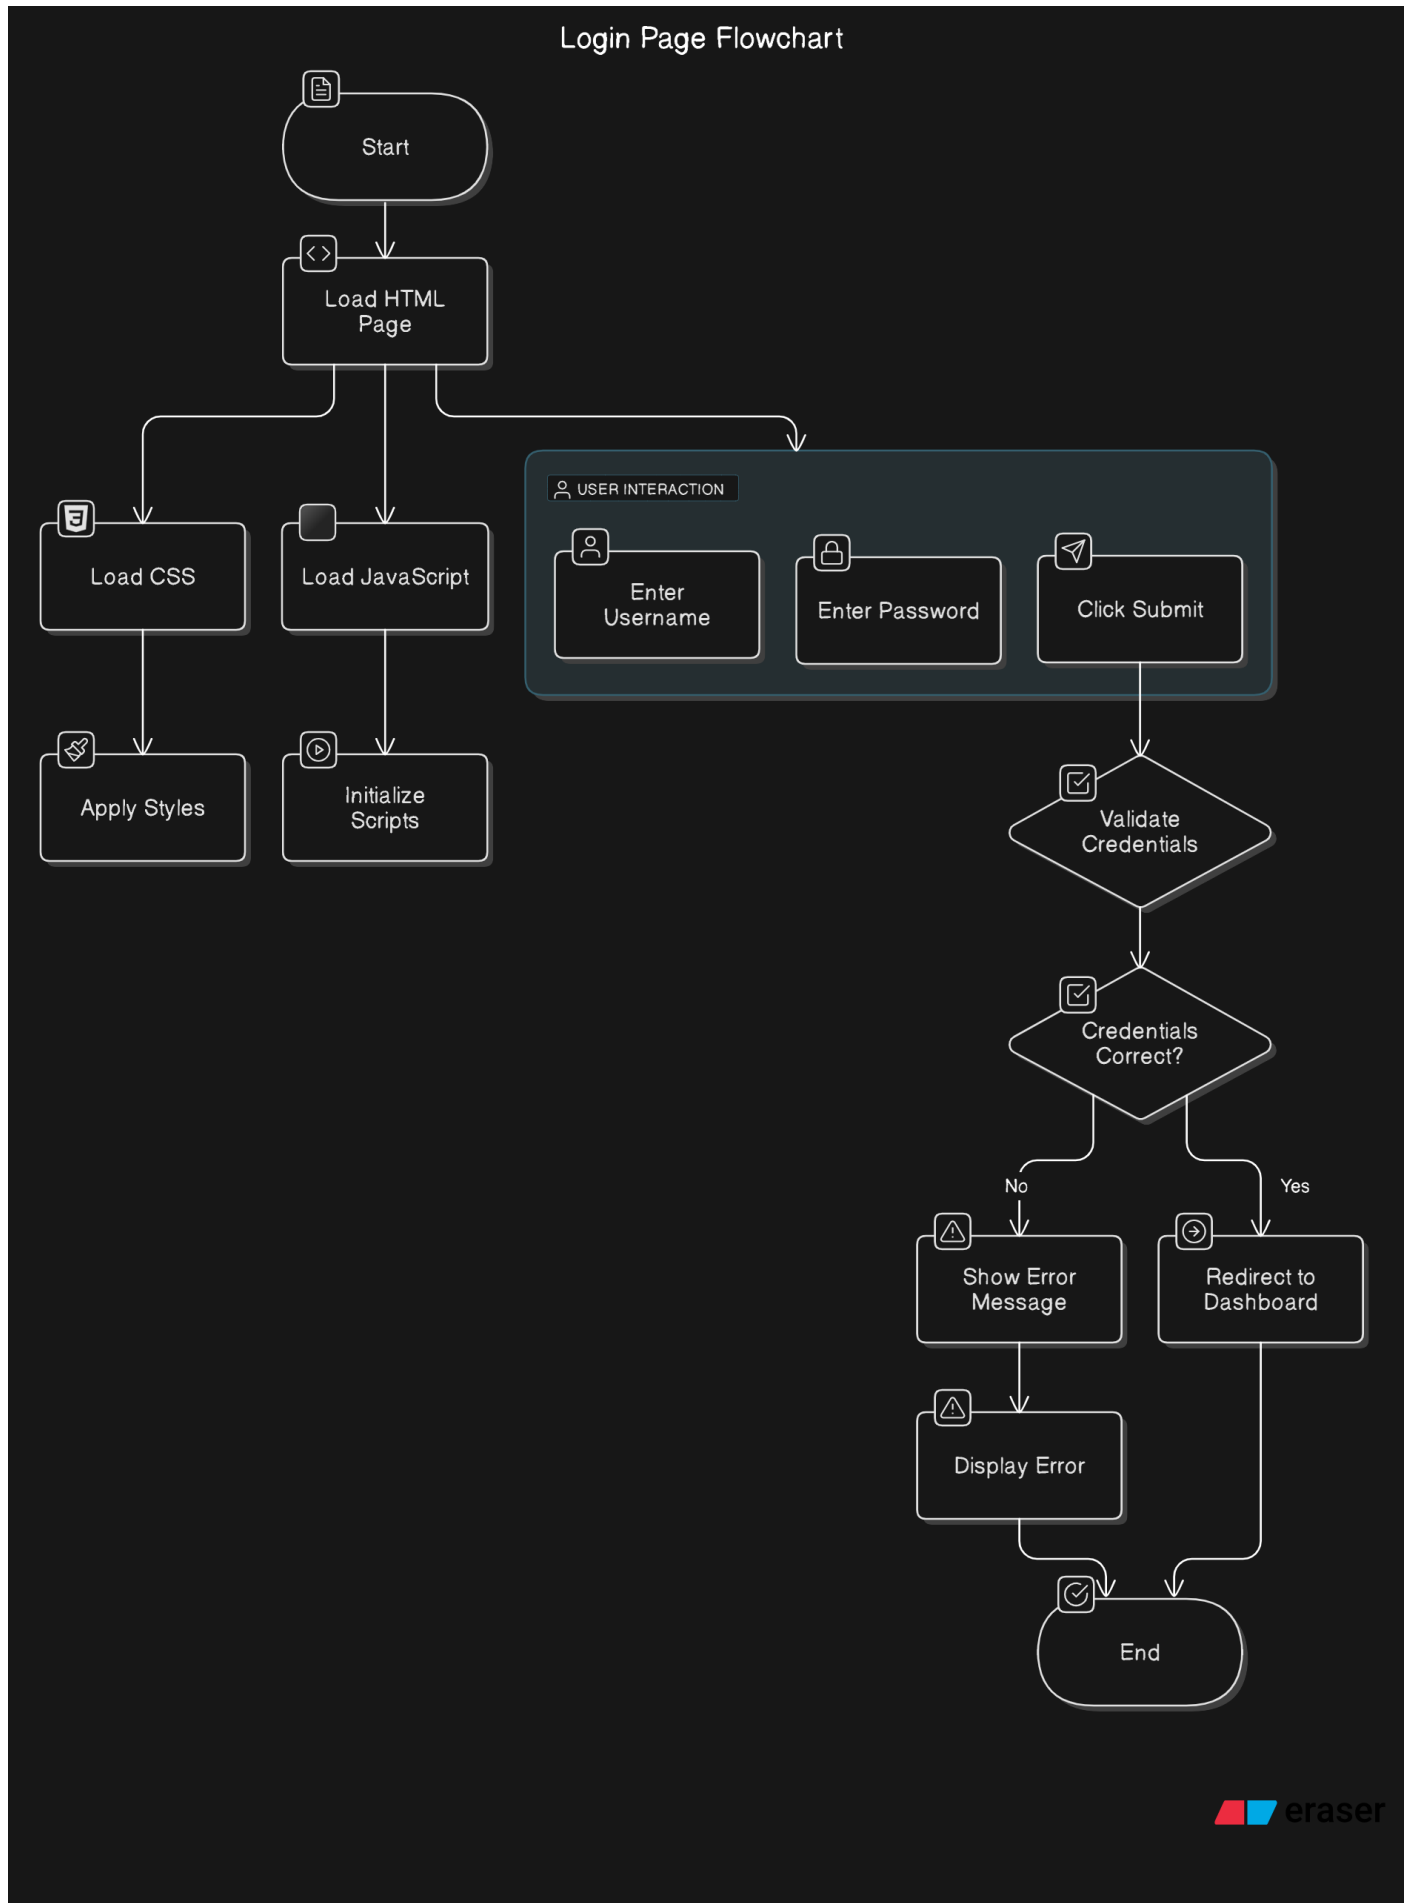 Login Page Flowchart
Start
Load HTML
Page
USER INTERACTION
Load CSS
Load JavaScript
Enter
Username
Enter Password
Click Submit
Apply Styles
Initialize
Scripts
Validate
Credentials
Credentials
Correct?
No
Yes
Show Error
Message
Redirect to
Dashboard
Display Error
End
eraser